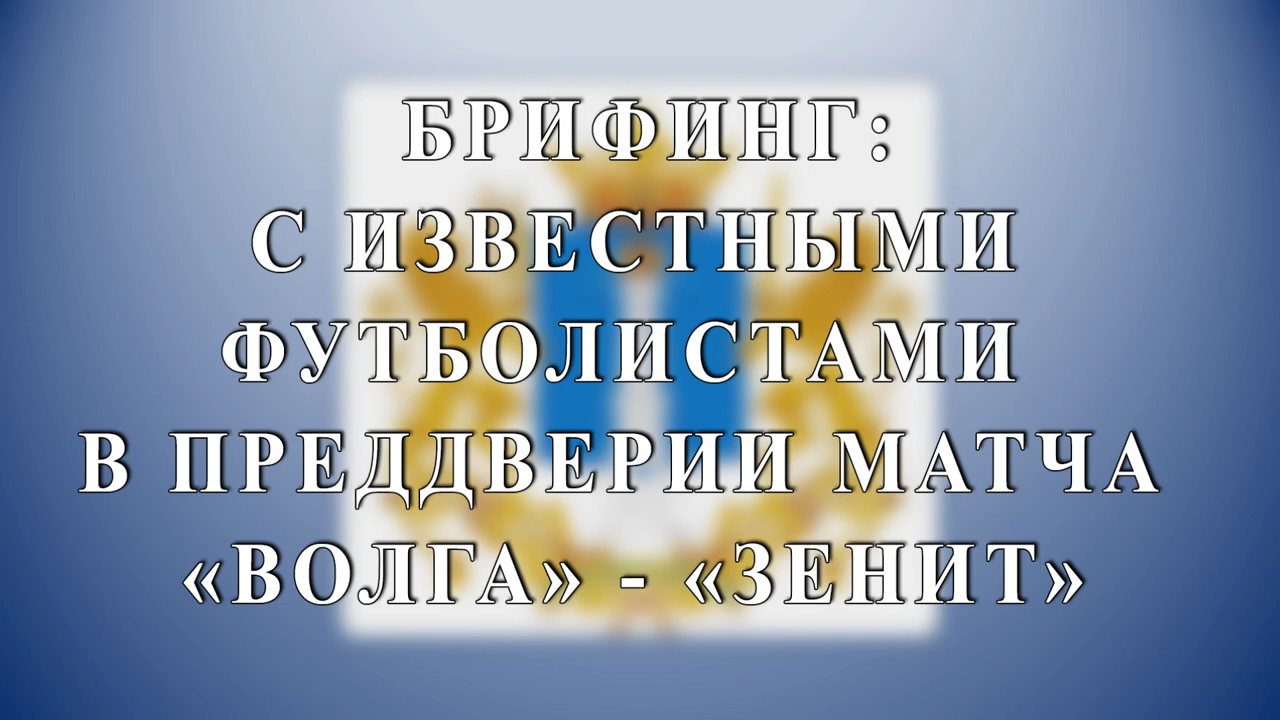 БРИФИНГ:
С ИЗВЕСТНЫМИ
ФУТБОЛИСТАМИ
В ПРЕДДВЕРИИ МАТЧА
«ВОЛГА» - «ЗЕНИТ»